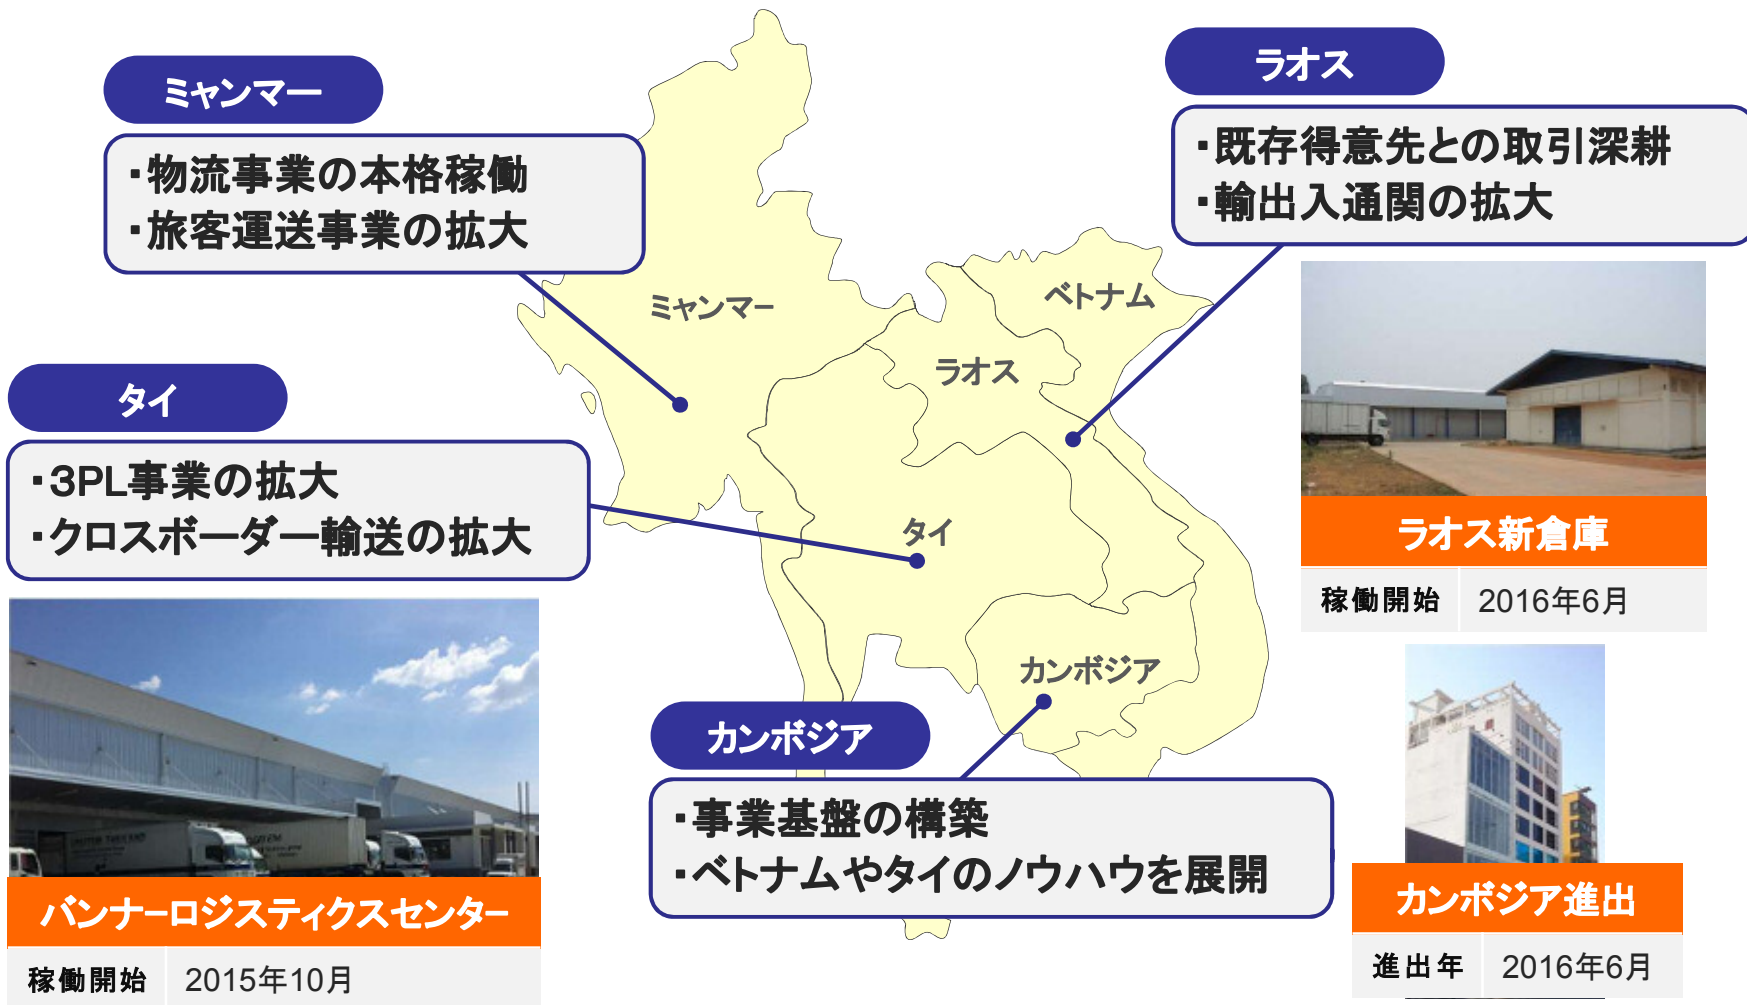 ミャンマー
・物流事業の本格稼働
・旅客運送事業の拡大
ラオス
・既存得意先との取引深耕
・輸出入通関の拡大
ミャンマー
ベトナム
ラオス
タイ
カンボジア
タイ
・3PL事業の拡大
・クロスボーダー輸送の拡大
バンナーロジスティクスセンター
稼働開始 2015年10月
カンボジア
・事業基盤の構築
・ベトナムやタイのノウハウを展開
ラオス新倉庫
稼働開始 2016年6月
カンボジア進出
進出年 2016年6月